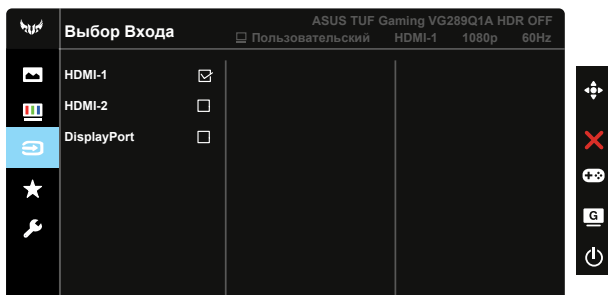 ASUS TUF Gaming VG289Q1A HDR OFF
Выбор Входа
Пользовательский HDMI-1 1080p 60Hz
HDMI-1
HDMI-2
DisplayPort
G